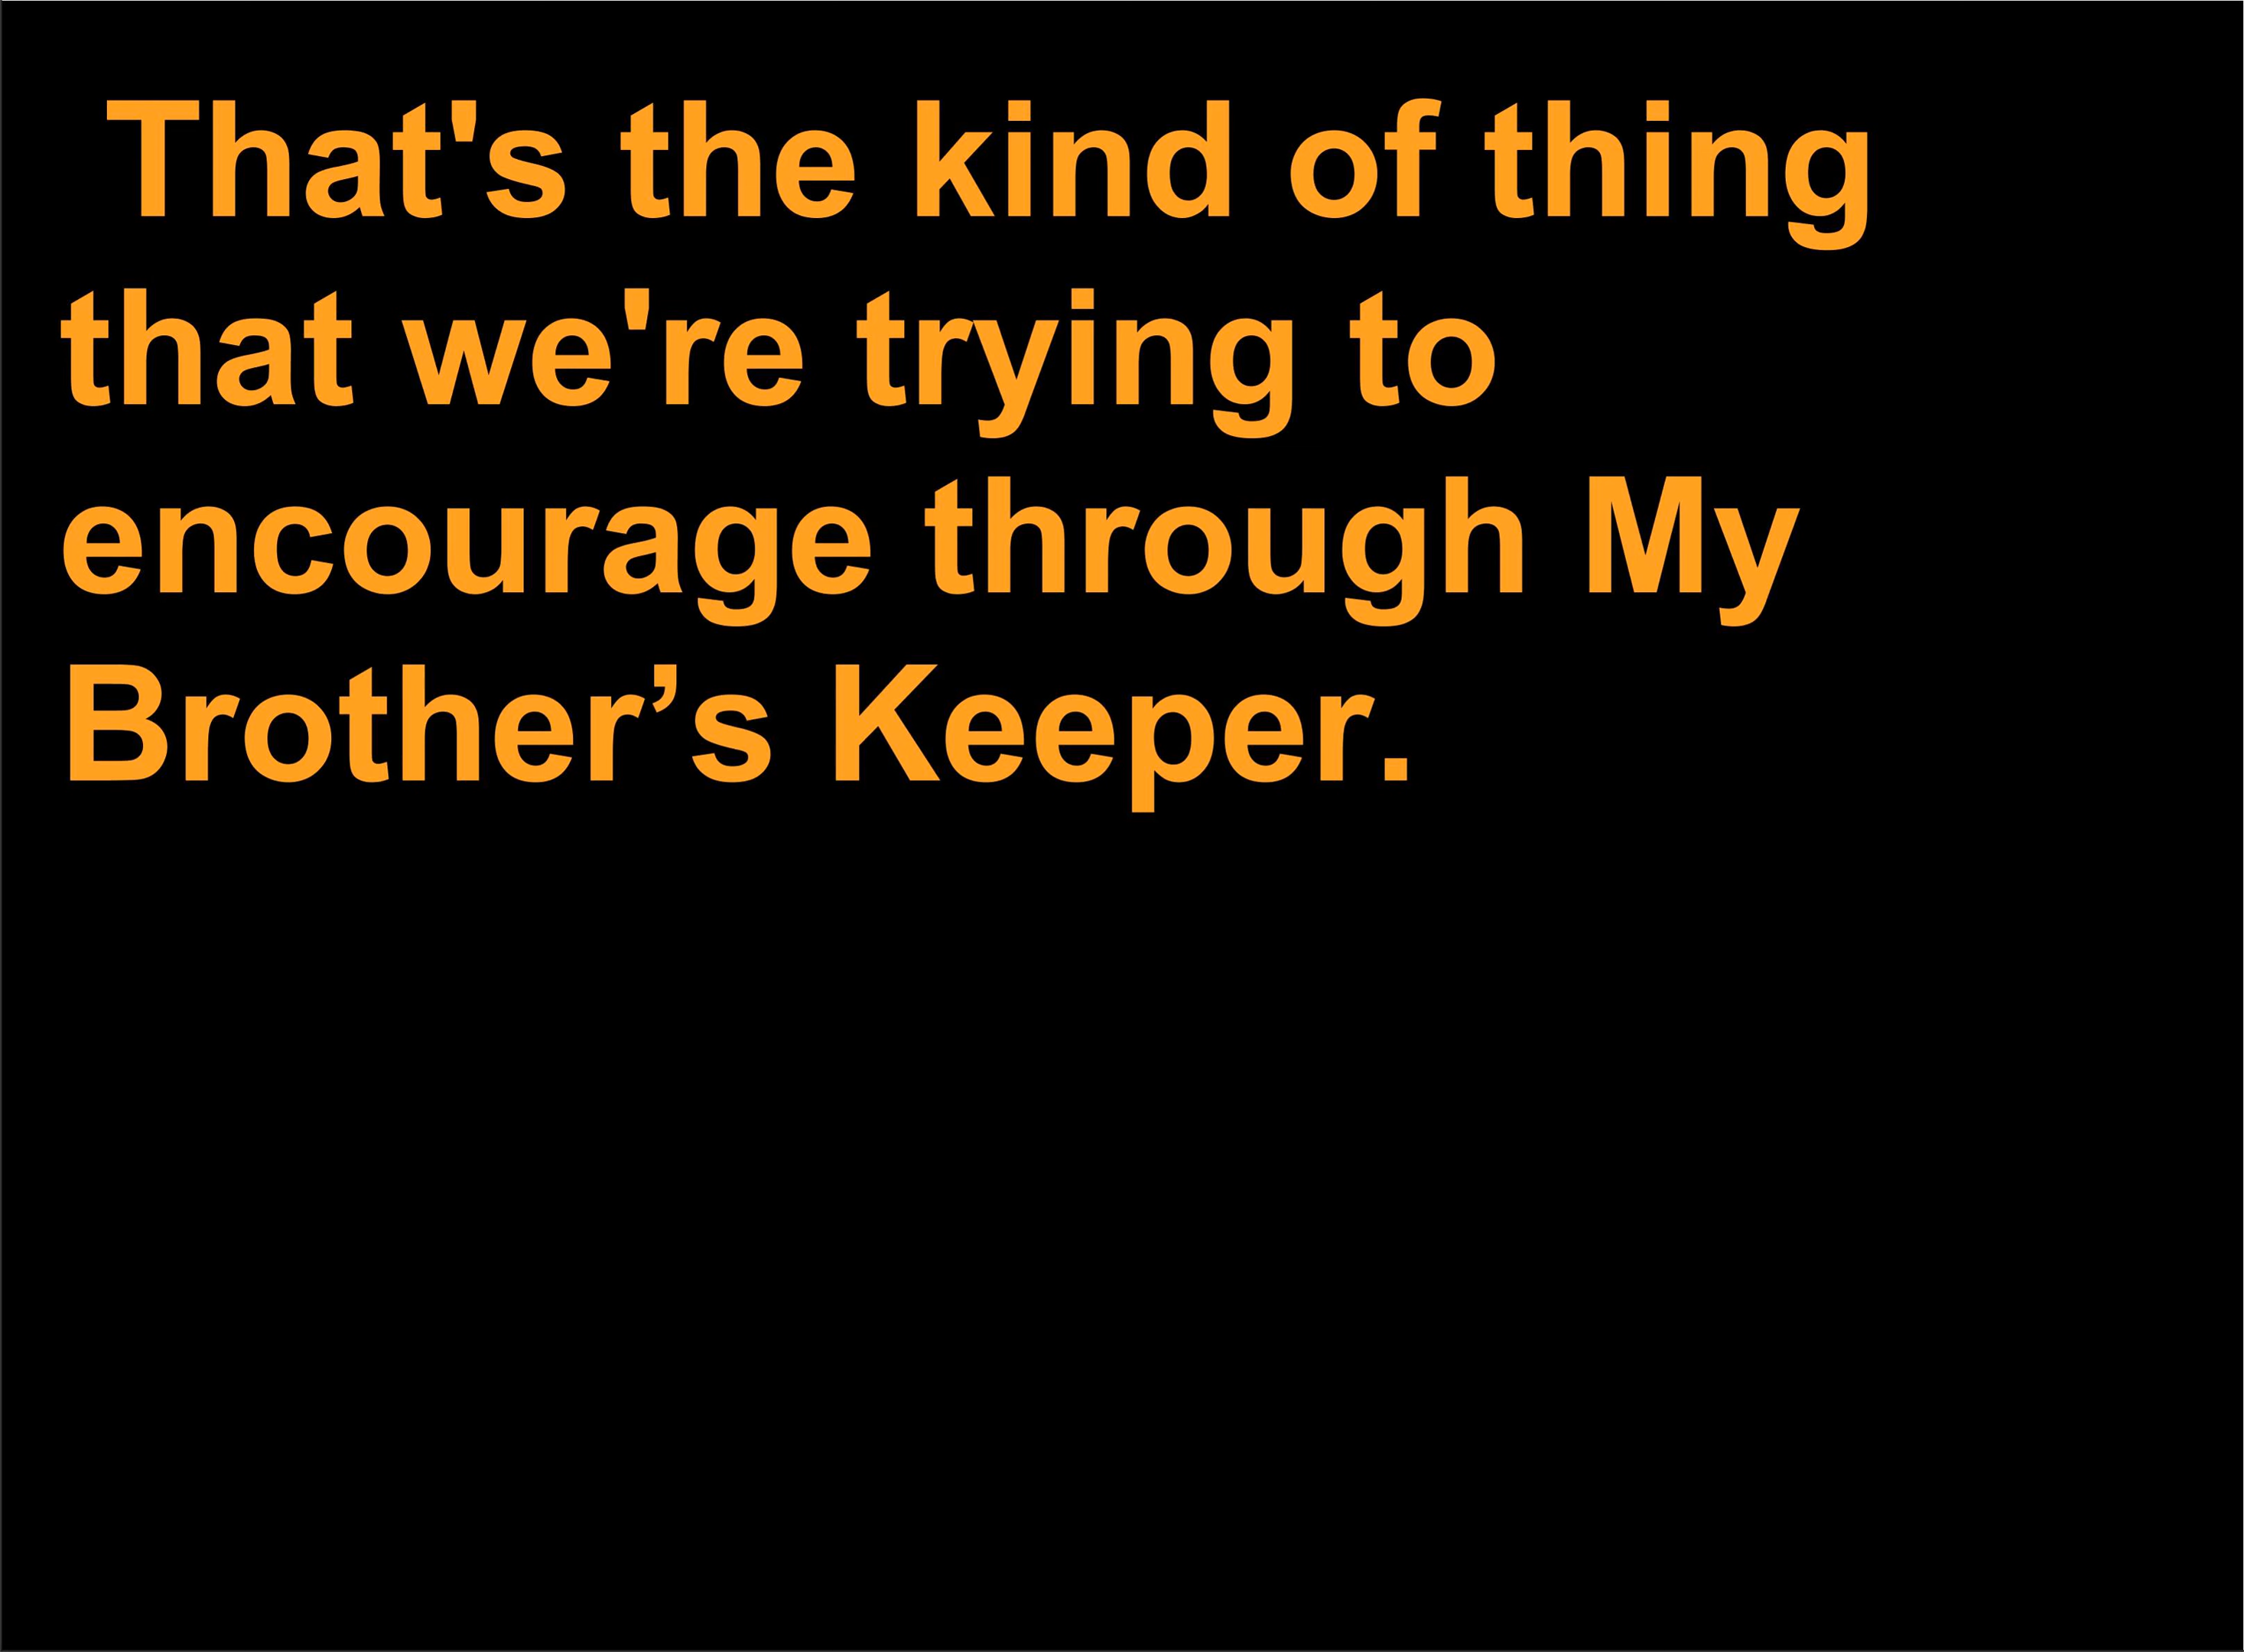 That's the kind of thing
that we're trying to
encourage through My
Brother’s Keeper.